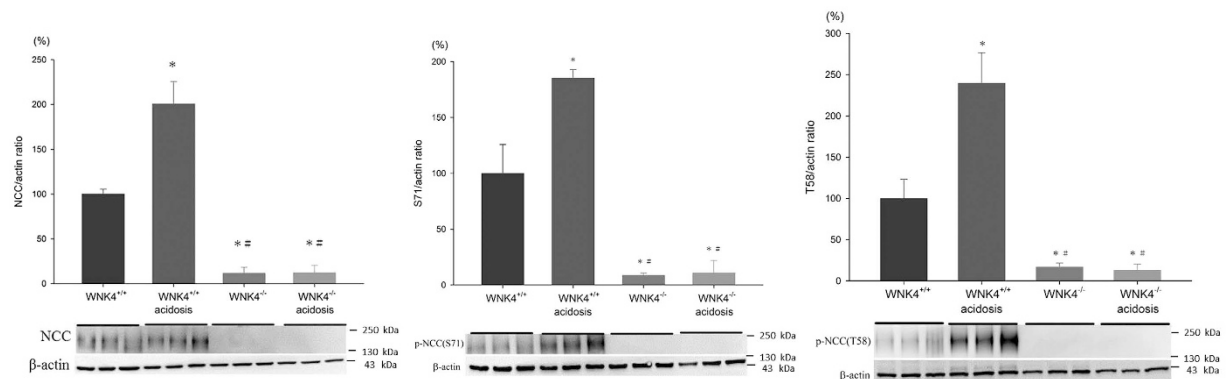 (%)
250
200
150
100
50
0
NCC/actin ratio
*
* #
* #
WNK4+/+
WNK4+/+
acidosis
WNK4-/-
WNK4-/-
acidosis
NCC
β-actin
250 kDa
130 kDa
43 kDa
(%)
200
150
100
50
0
S71/actin ratio
*
* #
* #
WNK4+/+
WNK4+/+
acidosis
WNK4-/-
WNK4-/-
acidosis
p-NCC(S71)
β-actin
250 kDa
130 kDa
43 kDa
(%)
300
250
200
150
100
50
0
T58/actin ratio
*
* #
* #
WNK4+/+
WNK4+/+
acidosis
WNK4-/-
WNK4-/-
acidosis
p-NCC(T58)
β-actin
250 kDa
130 kDa
43 kDa